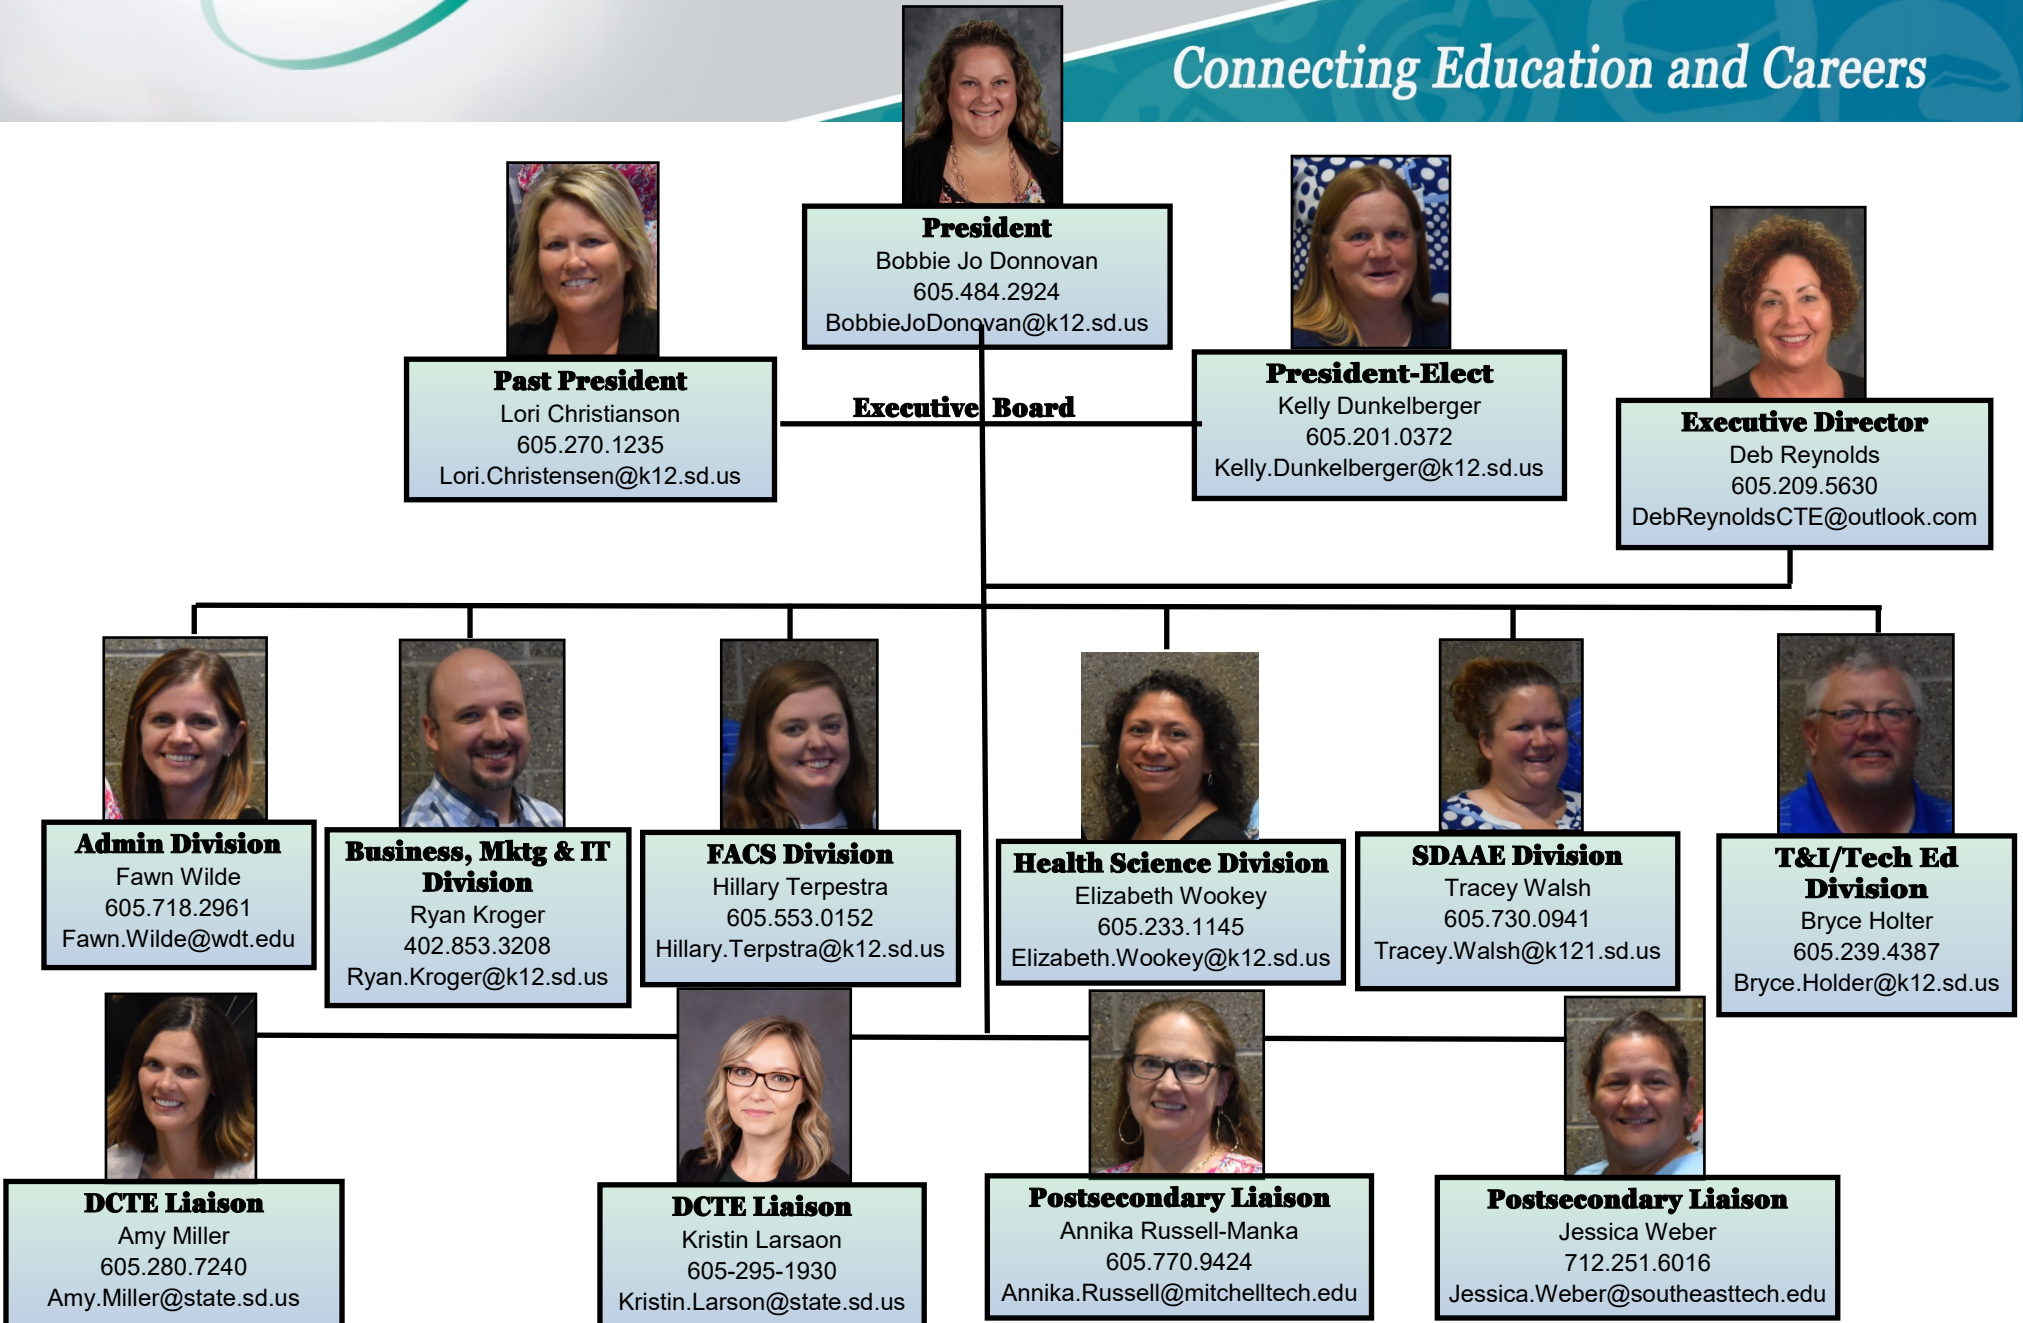 Connecting Education and Careers
President
Bobbie Jo Donnovan
605.484.2924
BobbieJoDonovan@k12.sd.us
Past President
Lori Christianson
605.270.1235
Lori.Christensen@k12.sd.us
Executive Board
President-Elect
Kelly Dunkelberger
605.201.0372
Kelly.Dunkelberger@k12.sd.us
Executive Director
Deb Reynolds
605.209.5630
DebReynoldsCTE@outlook.com
Admin Division
Fawn Wilde
605.718.2961
Fawn.Wilde@wdt.edu
Business, Mktg & IT
Division
Ryan Kroger
402.853.3208
Ryan.Kroger@k12.sd.us
FACS Division
Hillary Terpestra
605.553.0152
Hillary.Terpstra@k12.sd.us
Health Science Division
Elizabeth Wookey
605.233.1145
Elizabeth.Wookey@k12.sd.us
SDAAE Division
Tracey Walsh
605.730.0941
Tracey.Walsh@k121.sd.us
T&I/Tech Ed
Division
Bryce Holter
605.239.4387
Bryce.Holder@k12.sd.us
DCTE Liaison
Amy Miller
605.280.7240
Amy.Miller@state.sd.us
DCTE Liaison
Kristin Larsaon
605-295-1930
Kristin.Larson@state.sd.us
Postsecondary Liaison
Annika Russell-Manka
605.770.9424
Annika.Russell@mitchelltech.edu
Postsecondary Liaison
Jessica Weber
712.251.6016
Jessica.Weber@southeasttech.edu